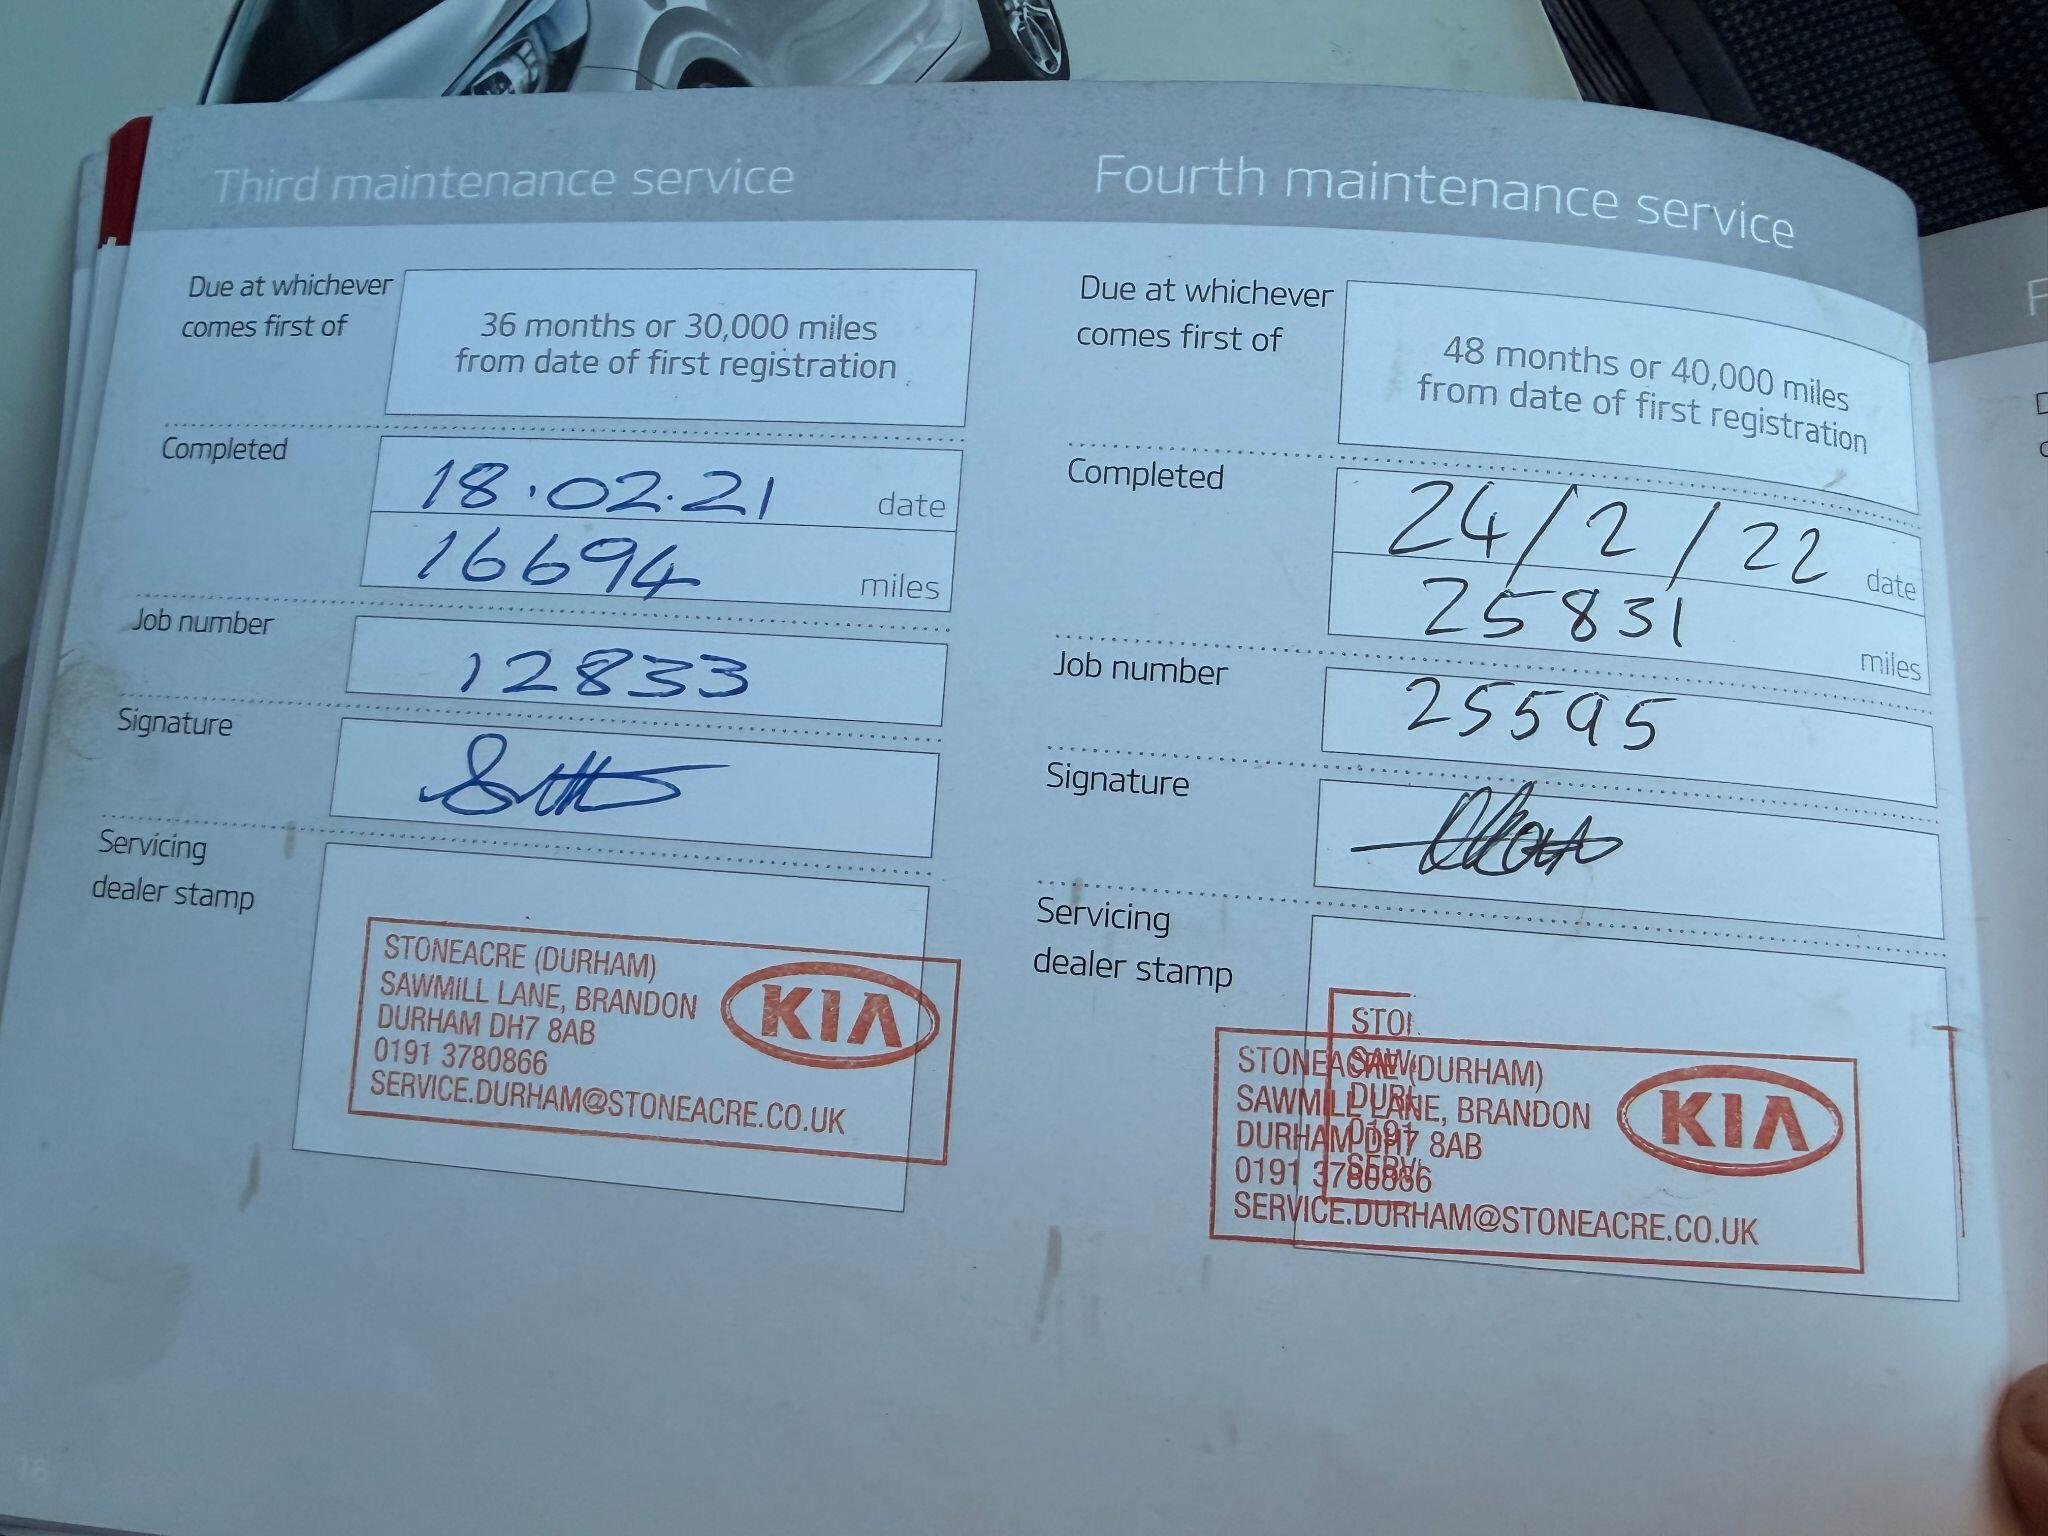 Third maintenance service
Due at whichever
comes first of
36 months or 30,000 miles
from date of first registration
Completed
18.02.21
date
16694
miles
Job number
12833
Signature
Servicing
dealer stamp
STONEACRE (DURHAM)
SAWMILL LANE, BRANDON
DURHAM DH7 8AB
0191 3780866
SERVICE.DURHAM@STONEACRE.CO.UK
KIA
16
Fourth maintenance service
Due at whichever
comes first of
48 months or 40,000 miles
from date of first registration
Completed
24/2/22
date
25831
miles
Job number
25595
Signature
Servicing
dealer stamp
STONEACRE (DURHAM)
SAWMILL LANE, BRANDON
DURHAM DH7 8AB
0191 3780866
SERVICE.DURHAM@STONEACRE.CO.UK
KIA